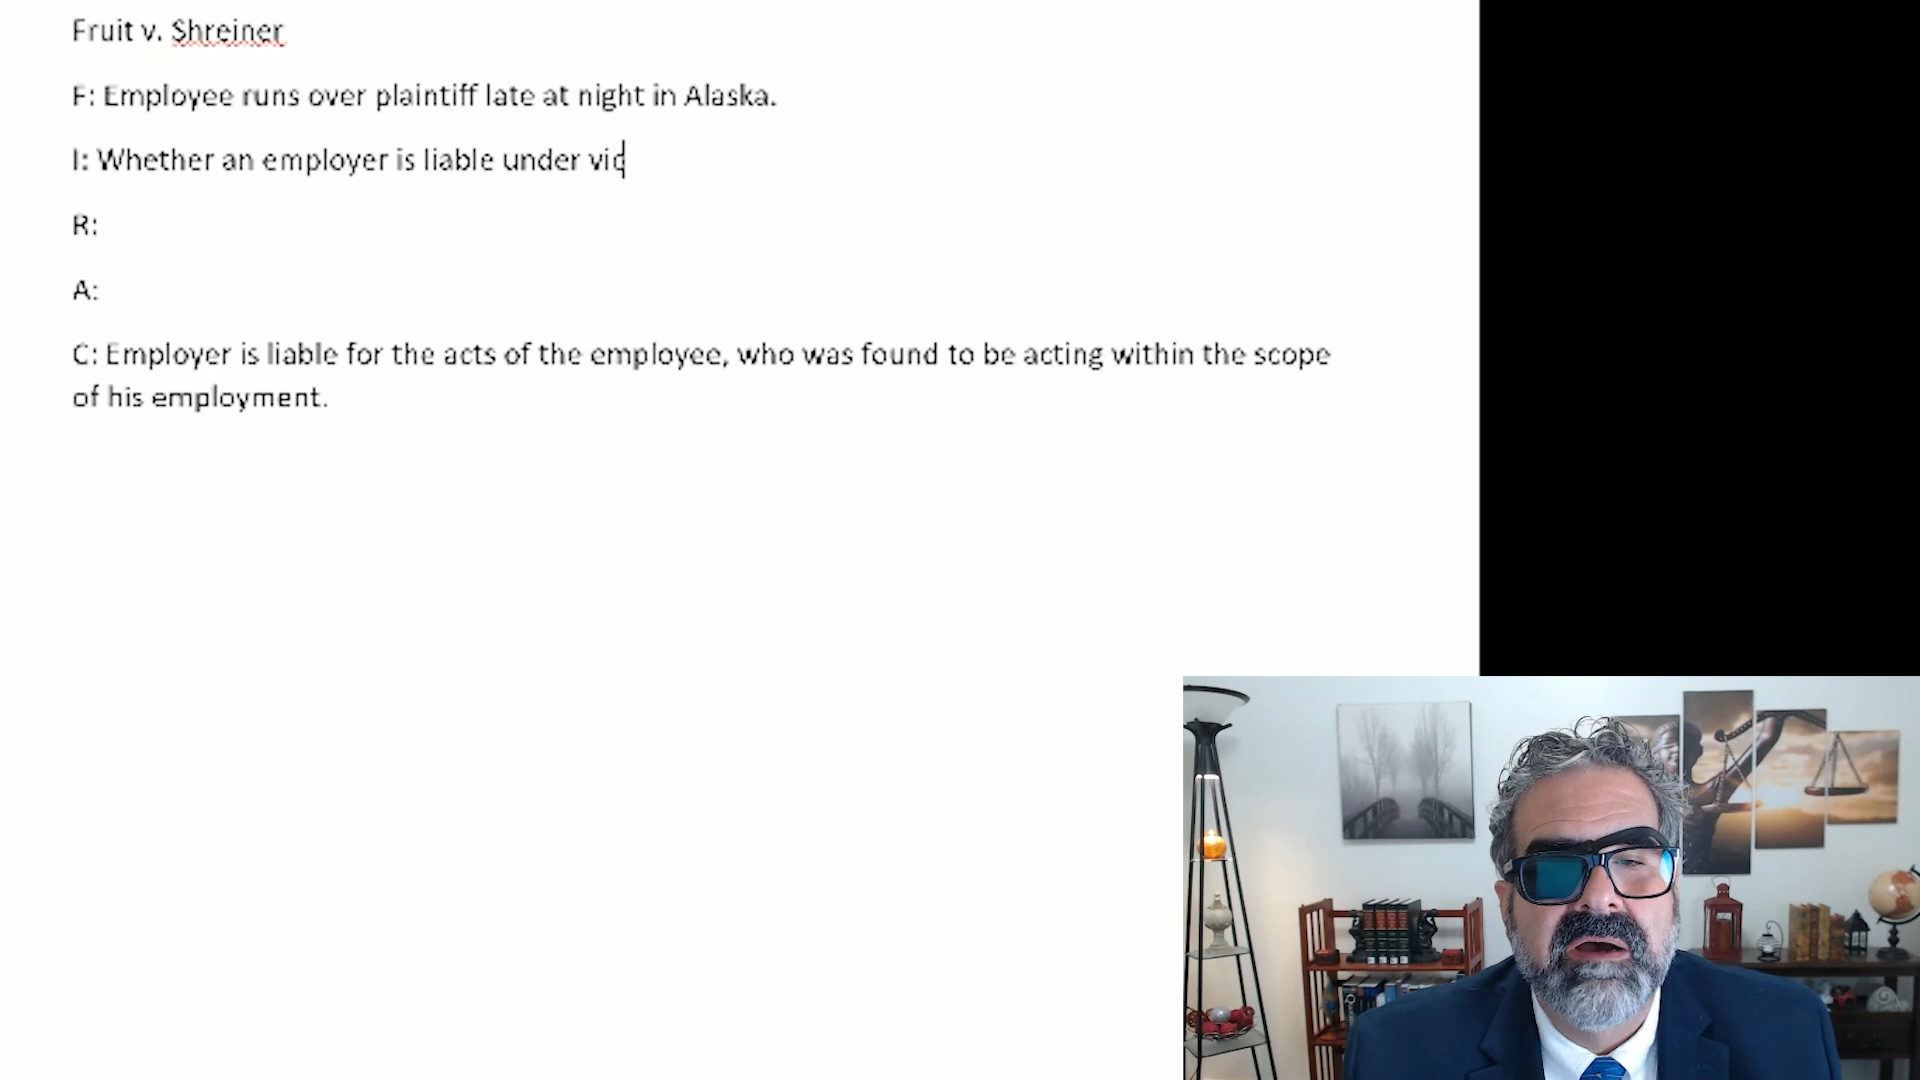 Fruit v. Shreiner
F: Employee runs over plaintiff late at night in Alaska.
I: Whether an employer is liable under vic
R:
A:
C: Employer is liable for the acts of the employee, who was found to be acting within the scope
of his employment.